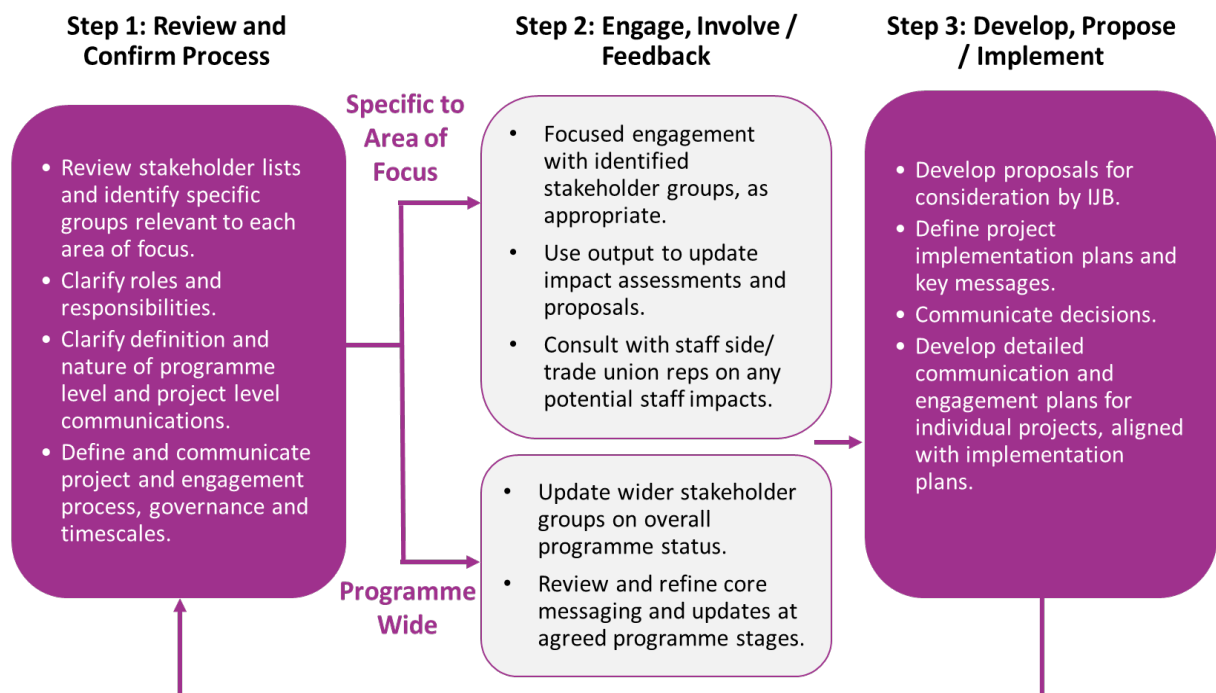 Step 1: Review and
Confirm Process
• Review stakeholder lists
and identify specific
groups relevant to each
area of focus.
• Clarify roles and
responsibilities.
• Clarify definition and
nature of programme
level and project level
communications.
• Define and communicate
project and engagement
process, governance and
timescales.
Specific to
Area of
Focus
Programme
Wide
Step 2: Engage, Involve /
Feedback
• Focused engagement
with identified
stakeholder groups, as
appropriate.
• Use output to update
impact assessments and
proposals.
• Consult with staff side/
trade union reps on any
potential staff impacts.
• Update wider stakeholder
groups on overall
programme status.
• Review and refine core
messaging and updates at
agreed programme stages.
Step 3: Develop, Propose
/ Implement
• Develop proposals for
consideration by IJB.
• Define project
implementation plans and
key messages.
• Communicate decisions.
• Develop detailed
communication and
engagement plans for
individual projects, aligned
with implementation
plans.